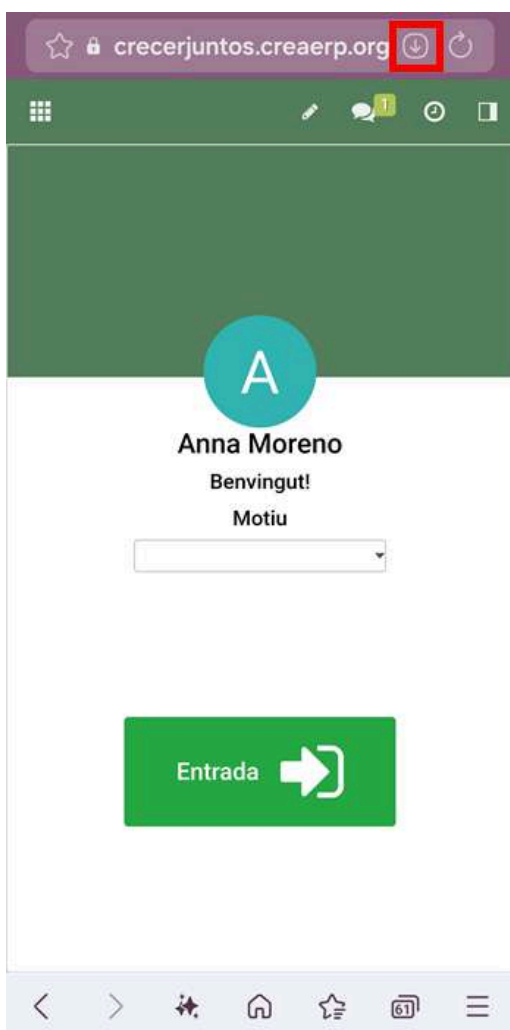 crecerjuntos.creaerp.org
1
A
Anna Moreno
Benvingut!
Motiu
Entrada
61